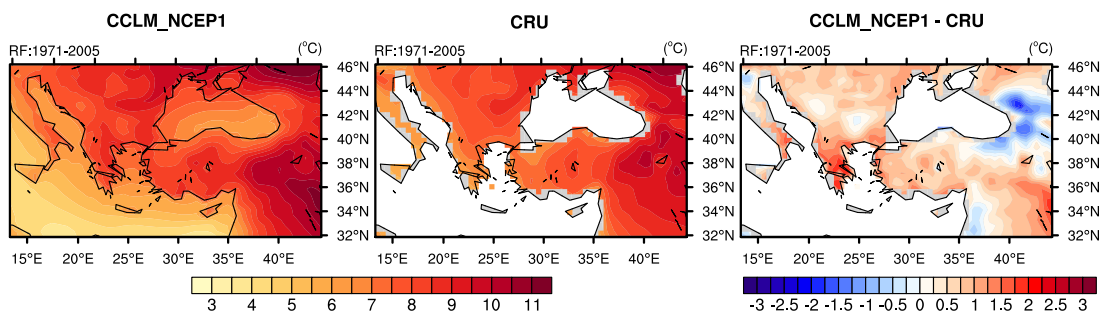 CCLM_NCEP1
CRU
CCLM_NCEP1 - CRU
RF:1971-2005 (°C)
RF:1971-2005 (°C)
RF:1971-2005 (°C)
46°N
44°N
42°N
40°N
38°N
36°N
34°N
32°N
46°N
44°N
42°N
40°N
38°N
36°N
34°N
32°N
46°N
44°N
42°N
40°N
38°N
36°N
34°N
32°N
15°E 20°E 25°E 30°E 35°E 40°E
15°E 20°E 25°E 30°E 35°E 40°E
15°E 20°E 25°E 30°E 35°E 40°E
3 4 5 6 7 8 9 10 11
-3 -2.5 -2 -1.5 -1 -0.5 0 0.5 1 1.5 2 2.5 3